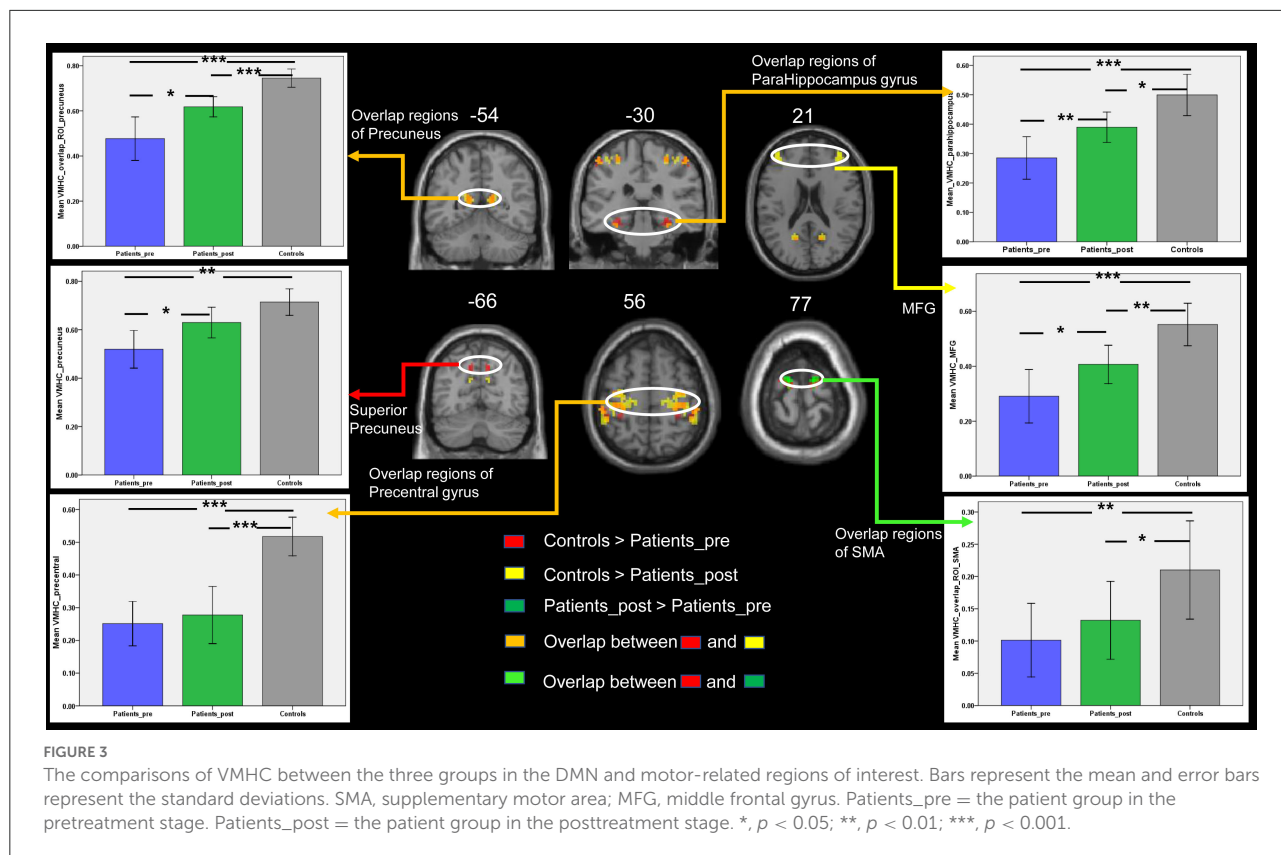 ***
***
*
0.80
0.60
0.40
0.20
0.00
Mean VMHC_overlap_ROI_precuneus
Patients_pre
Patients_post
Controls
Overlap regions
of Precuneus
-54
-30
21
Overlap regions of
ParaHippocampus gyrus
***
*
**
0.60
0.50
0.40
0.30
0.20
0.10
0.00
Mean_VMHC_parahippocampus
Patients_pre
Patients_post
Controls
**
*
0.80
0.60
0.40
0.20
0.00
Mean VMHC_precuneus
Patients_pre
Patients_post
Controls
Superior
Precuneus
-66
56
77
MFG
***
**
*
0.60
0.40
0.20
0.00
Mean VMHC_MFG
Patients_pre
Patients_post
Controls
Overlap regions of
Precentral gyrus
***
***
0.60
0.50
0.40
0.30
0.20
0.10
0.00
Mean VMHC_precentral
Patients_pre
Patients_post
Controls
Controls > Patients_pre
Controls > Patients_post
Patients_post > Patients_pre
Overlap between and
Overlap between and
Overlap regions
of SMA
**
*
0.30
0.25
0.20
0.15
0.10
0.05
0.00
Mean VMHC_overlap_ROI_SMA
Patients_pre
Patients_post
Controls
FIGURE 3
The comparisons of VMHC between the three groups in the DMN and motor-related regions of interest. Bars represent the mean and error bars
represent the standard deviations. SMA, supplementary motor area; MFG, middle frontal gyrus. Patients_pre = the patient group in the
pretreatment stage. Patients_post = the patient group in the posttreatment stage. *, p < 0.05; **, p < 0.01; ***, p < 0.001.